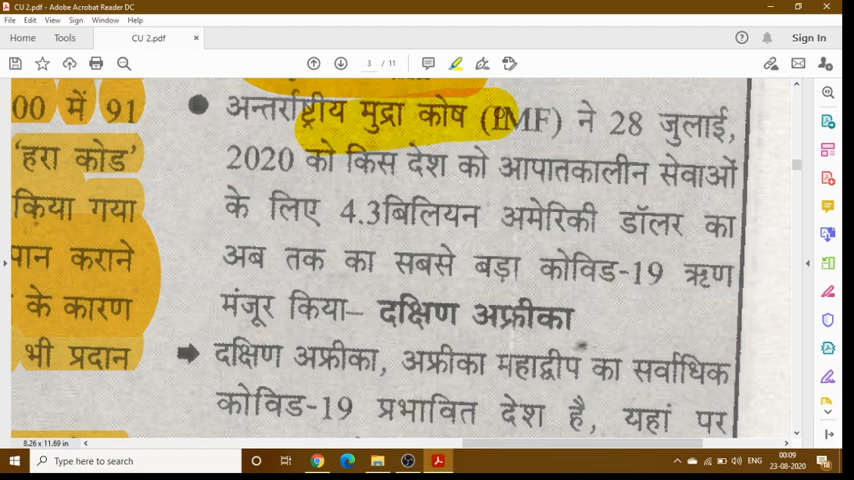 CU 2.pdf - Adobe Acrobat Reader DC
File Edit View Sign Window Help
Home Tools CU 2.pdf × Sign In
3 / 11
00 में 91
'हरा कोड'
किया गया
पान कराने
के कारण
भी प्रदान
अन्तर्राष्ट्रीय मुद्रा कोष (IMF) ने 28 जुलाई,
2020 को किस देश को आपातकालीन सेवाओं
के लिए 4.3बिलियन अमेरिकी डॉलर का
अब तक का सबसे बड़ा कोविड-19 ऋण
मंजूर किया– दक्षिण अफ्रीका
दक्षिण अफ्रीका, अफ्रीका महाद्वीप का सर्वाधिक
कोविड-19 प्रभावित देश है, यहां पर
8.26 x 11.69 in
Type here to search
ENG
00:09
23-08-2020